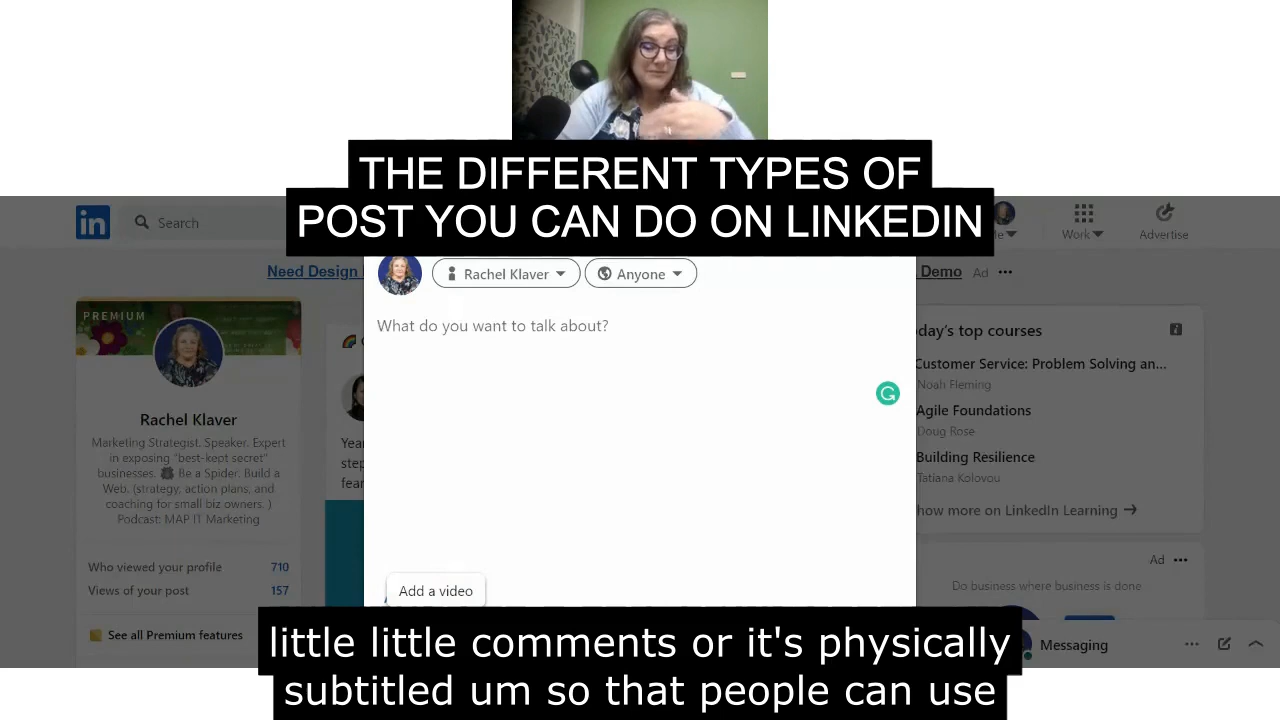 THE DIFFERENT TYPES OF
POST YOU CAN DO ON LINKEDIN
in
Search
Work
Advertise
Need Design
Demo
Ad
Rachel Klaver
Anyone
What do you want to talk about?
PREMIUM
Rachel Klaver
Marketing Strategist. Speaker. Expert
in exposing "best-kept secret"
businesses. Be a Spider. Build a
Web. (strategy, action plans, and
coaching for small biz owners. )
Podcast: MAP IT Marketing
Who viewed your profile 710
Views of your post 157
See all Premium features
Year
step
fear
day's top courses
Customer Service: Problem Solving an...
Noah Fleming
Agile Foundations
Doug Rose
Building Resilience
Tatiana Kolovou
how more on LinkedIn Learning
Ad
Do business where business is done
Add a video
Messaging
little little comments or it's physically
subtitled um so that people can use